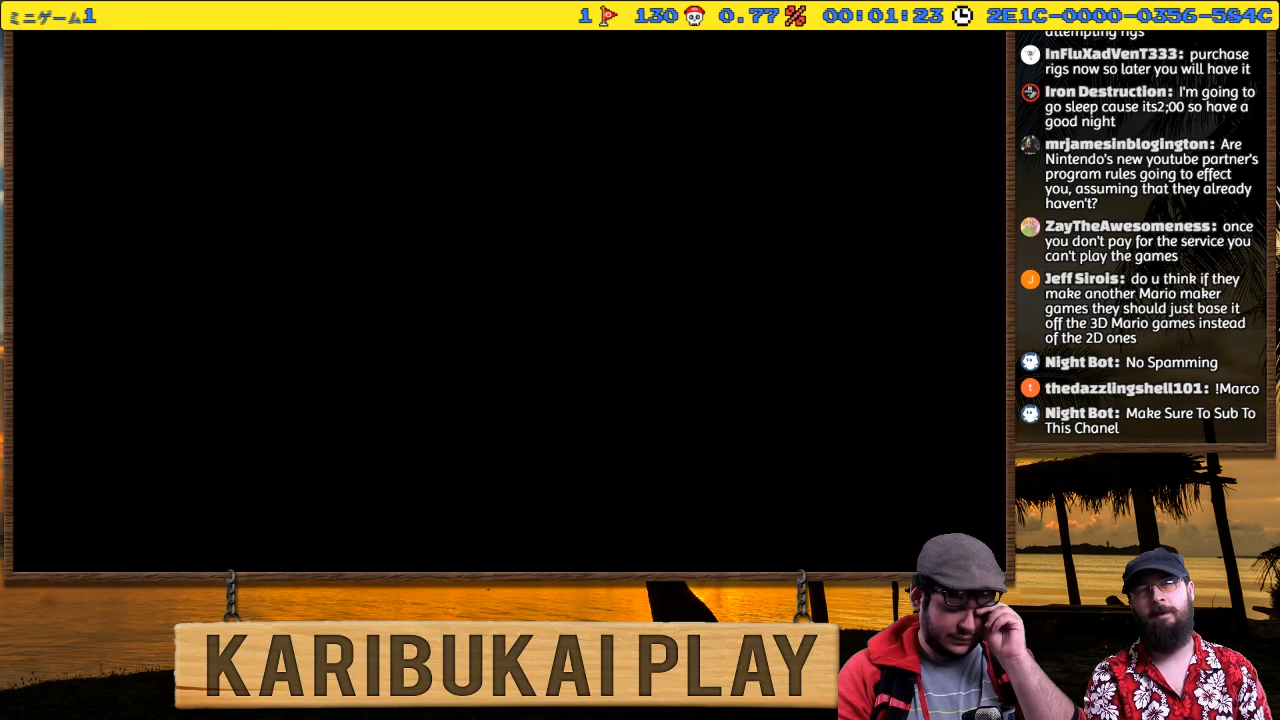 ミニゲーム1
1 130 0.77% 00:01:23 2E1C-0000-0356-584C
attempting rigs
InFluXadVenT333: purchase
rigs now so later you will have it
Iron Destruction: I'm going to
go sleep cause its2;00 so have a
good night
mrjamesinblogington: Are
Nintendo's new youtube partner's
program rules going to effect
you, assuming that they already
haven't?
ZayTheAwesomeness: once
you don't pay for the service you
can't play the games
Jeff Sirois: do u think if they
make another Mario maker
games they should just base it
off the 3D Mario games instead
of the 2D ones
Night Bot: No Spamming
thedazzlingshell101: !Marco
Night Bot: Make Sure To Sub To
This Chanel
KARIBUKAI PLAY